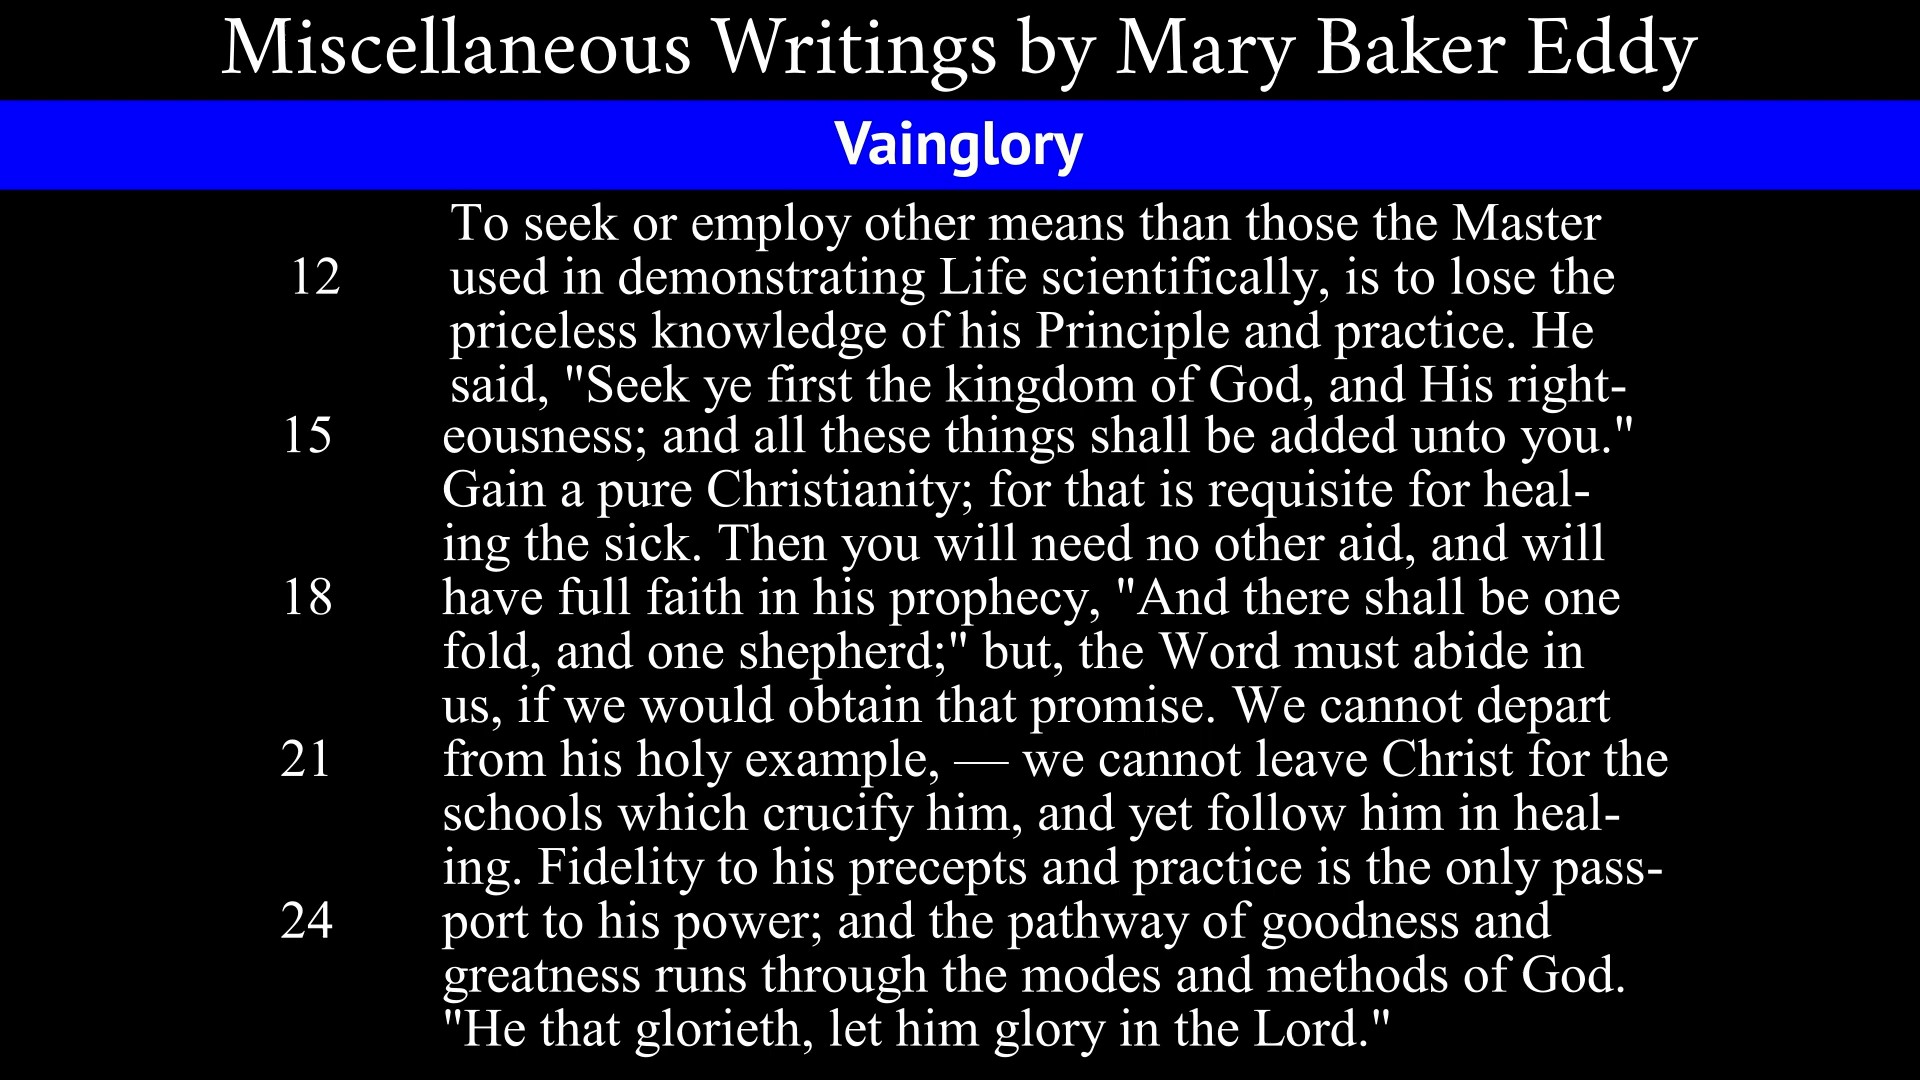 Miscellaneous Writings by Mary Baker Eddy
Vainglory
To seek or employ other means than those the Master
12 used in demonstrating Life scientifically, is to lose the
priceless knowledge of his Principle and practice. He
said, "Seek ye first the kingdom of God, and His right-
15 eousness; and all these things shall be added unto you."
Gain a pure Christianity; for that is requisite for heal-
ing the sick. Then you will need no other aid, and will
18 have full faith in his prophecy, "And there shall be one
fold, and one shepherd;" but, the Word must abide in
us, if we would obtain that promise. We cannot depart
21 from his holy example, — we cannot leave Christ for the
schools which crucify him, and yet follow him in heal-
ing. Fidelity to his precepts and practice is the only pass-
24 port to his power; and the pathway of goodness and
greatness runs through the modes and methods of God.
"He that glorieth, let him glory in the Lord."